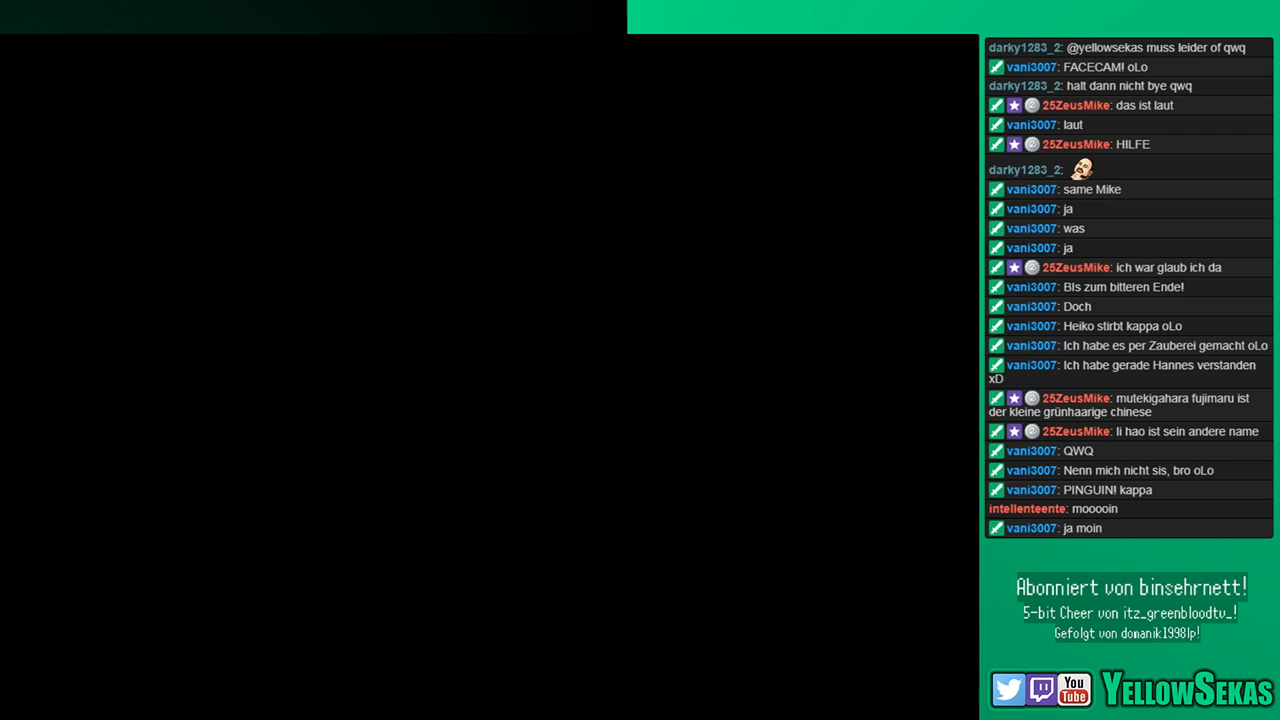 darky1283_2: @yellowsekas muss leider of qwq
vani3007: FACECAM! oLo
darky1283_2: halt dann nicht bye qwq
25ZeusMike: das ist laut
vani3007: laut
25ZeusMike: HILFE
darky1283_2:
vani3007: same Mike
vani3007: ja
vani3007: was
vani3007: ja
25ZeusMike: ich war glaub ich da
vani3007: BIs zum bitteren Ende!
vani3007: Doch
vani3007: Heiko stirbt kappa oLo
vani3007: Ich habe es per Zauberei gemacht oLo
vani3007: Ich habe gerade Hannes verstanden
xD
25ZeusMike: mutekigahara fujimaru ist
der kleine grünhaarige chinese
25ZeusMike: li hao ist sein andere name
vani3007: QWQ
vani3007: Nenn mich nicht sis, bro oLo
vani3007: PINGUIN! kappa
intellenteente: mooooin
vani3007: ja moin
Abonniert von binsehrnett!
5-bit Cheer von itz_greenbloodtv_!
Gefolgt von domanik1998lp!
You
Tube
YellowSekas